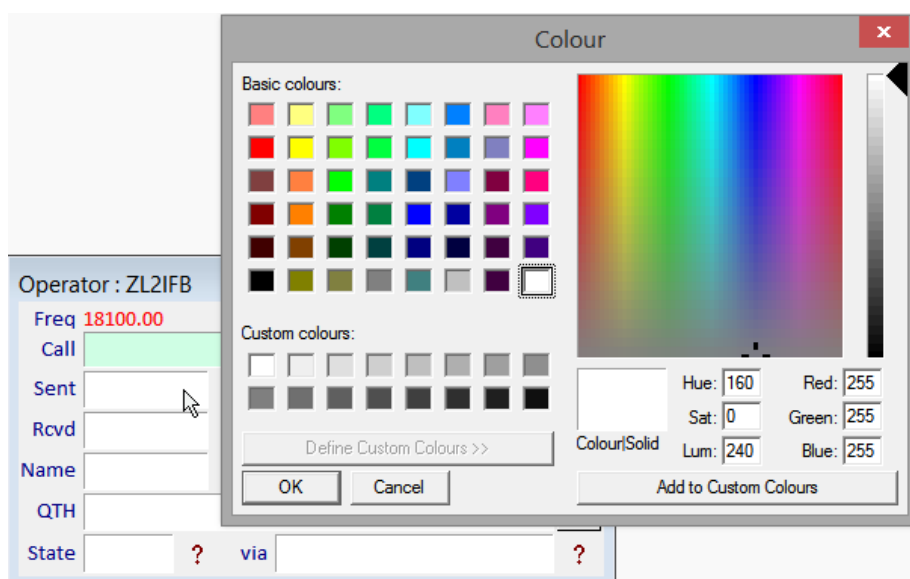 Colour
x
Basic colours:
Custom colours:
Define Custom Colours >>
OK Cancel
Hue: 160 Red: 255
Sat: 0 Green: 255
Colour|Solid Lum: 240 Blue: 255
Add to Custom Colours
Operator : ZL2IFB
Freq 18100.00
Call
Sent
Rcvd
Name
QTH
State ? via ?